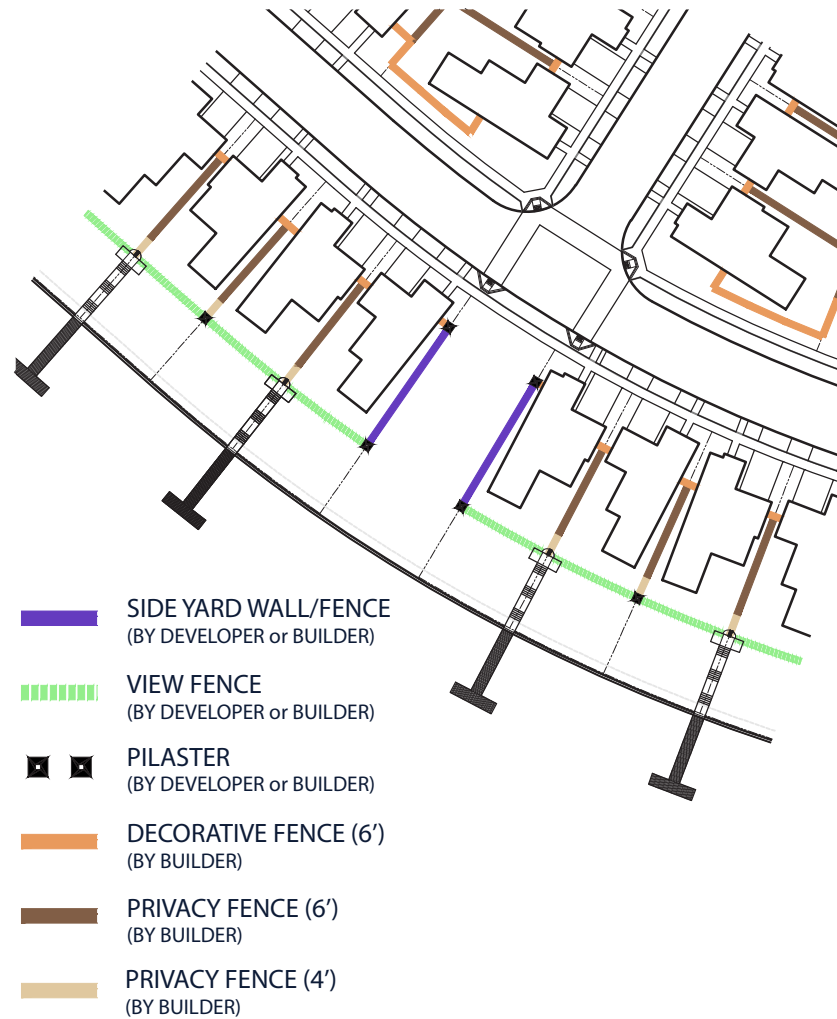 SIDE YARD WALL/FENCE
(BY DEVELOPER or BUILDER)
VIEW FENCE
(BY DEVELOPER or BUILDER)
PILASTER
(BY DEVELOPER or BUILDER)
DECORATIVE FENCE (6’)
(BY BUILDER)
PRIVACY FENCE (6’)
(BY BUILDER)
PRIVACY FENCE (4’)
(BY BUILDER)